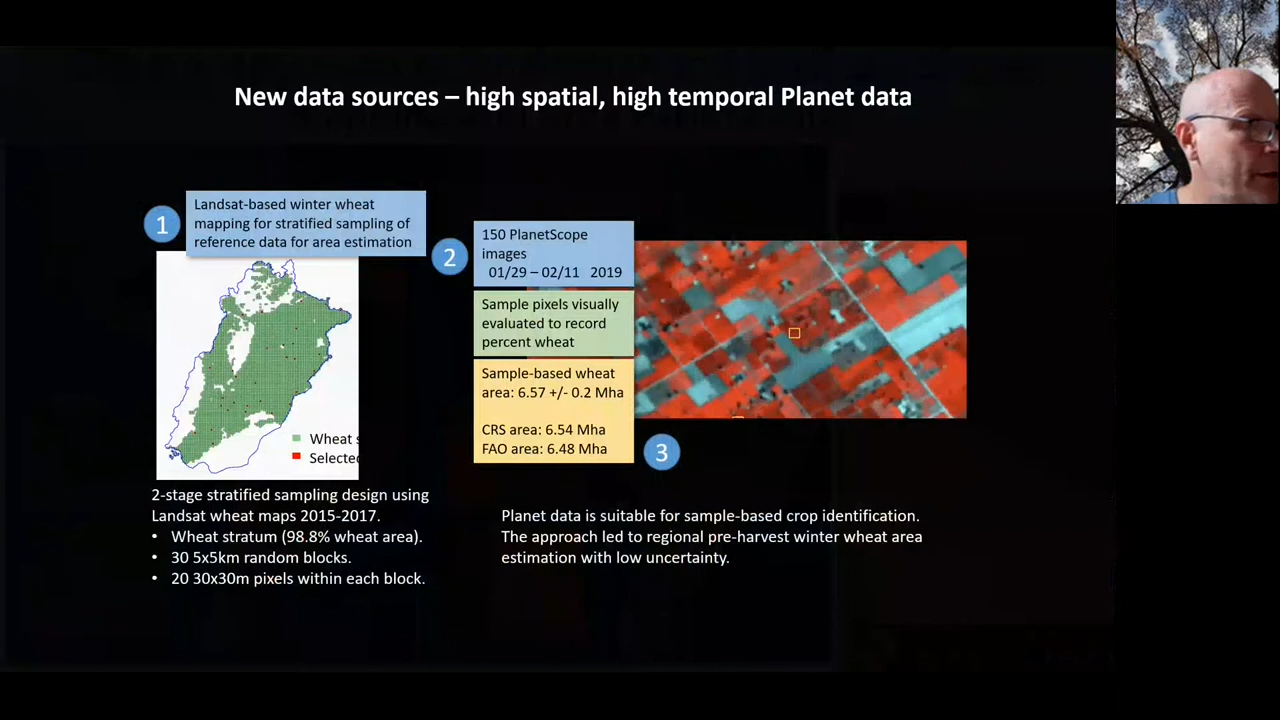 New data sources – high spatial, high temporal Planet data
1
Landsat-based winter wheat
mapping for stratified sampling of
reference data for area estimation
Wheat s
Selected
2-stage stratified sampling design using
Landsat wheat maps 2015-2017.
• Wheat stratum (98.8% wheat area).
• 30 5x5km random blocks.
• 20 30x30m pixels within each block.
2
150 PlanetScope
images
01/29 – 02/11 2019
Sample pixels visually
evaluated to record
percent wheat
Sample-based wheat
area: 6.57 +/- 0.2 Mha
CRS area: 6.54 Mha
FAO area: 6.48 Mha
3
Planet data is suitable for sample-based crop identification.
The approach led to regional pre-harvest winter wheat area
estimation with low uncertainty.